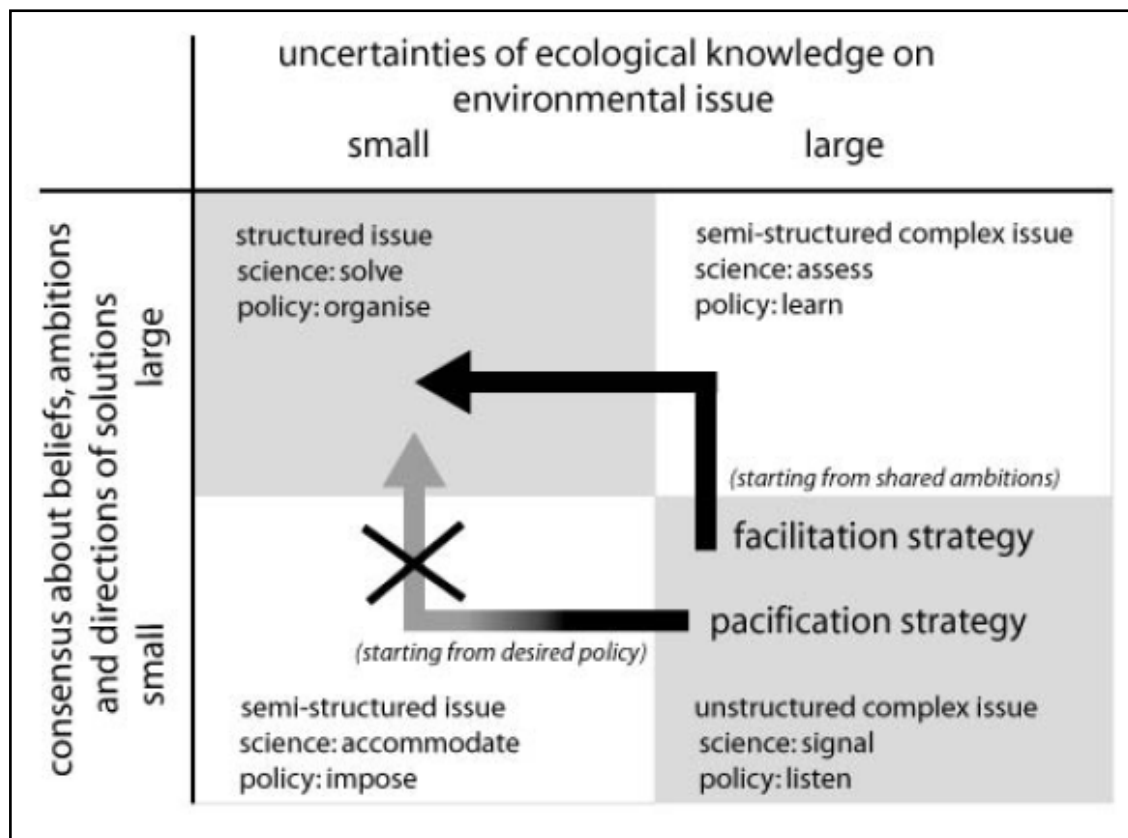 uncertainties of ecological knowledge on
environmental issue
small
large
consensus about beliefs, ambitions
and directions of solutions
large
small
structured issue
science: solve
policy: organise
semi-structured complex issue
science: assess
policy: learn
(starting from shared ambitions)
facilitation strategy
pacification strategy
(starting from desired policy)
semi-structured issue
science: accommodate
policy: impose
unstructured complex issue
science: signal
policy: listen